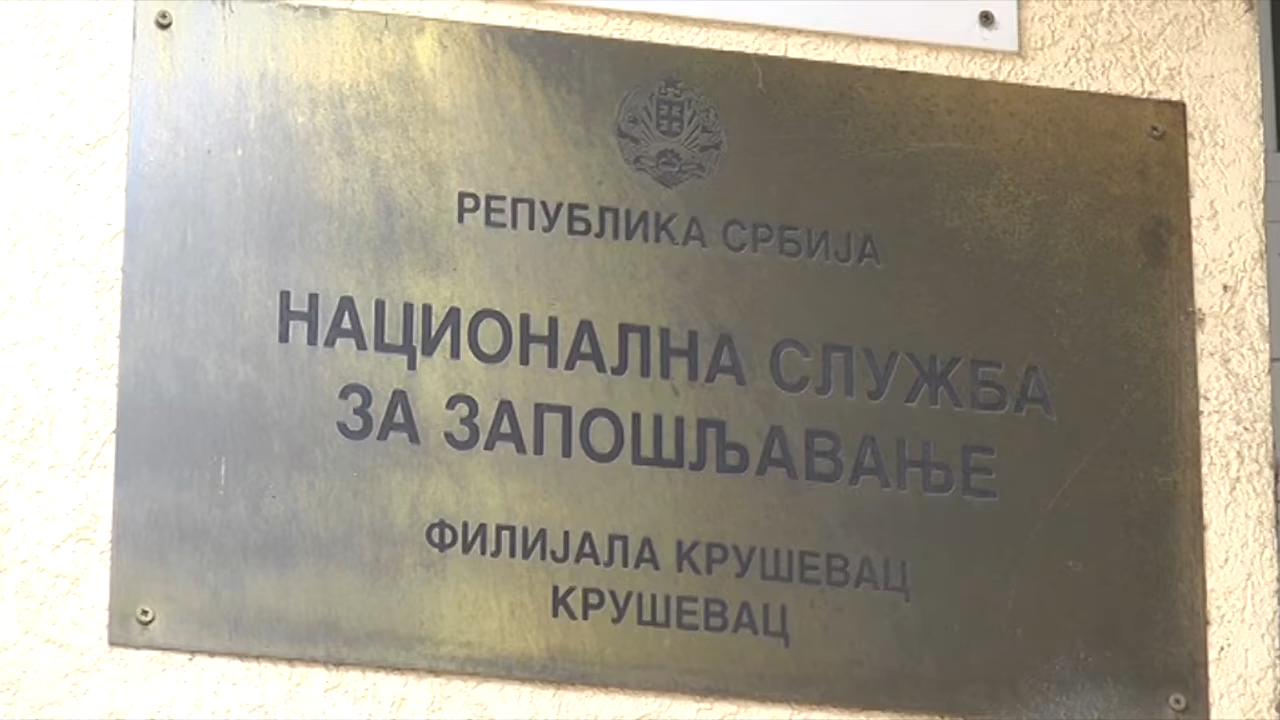 РЕПУБЛИКА СРБИЈА
НАЦИОНАЛНА СЛУЖБА
ЗА ЗАПОШЉАВАЊЕ
ФИЛИЈАЛА КРУШЕВАЦ
КРУШЕВАЦ